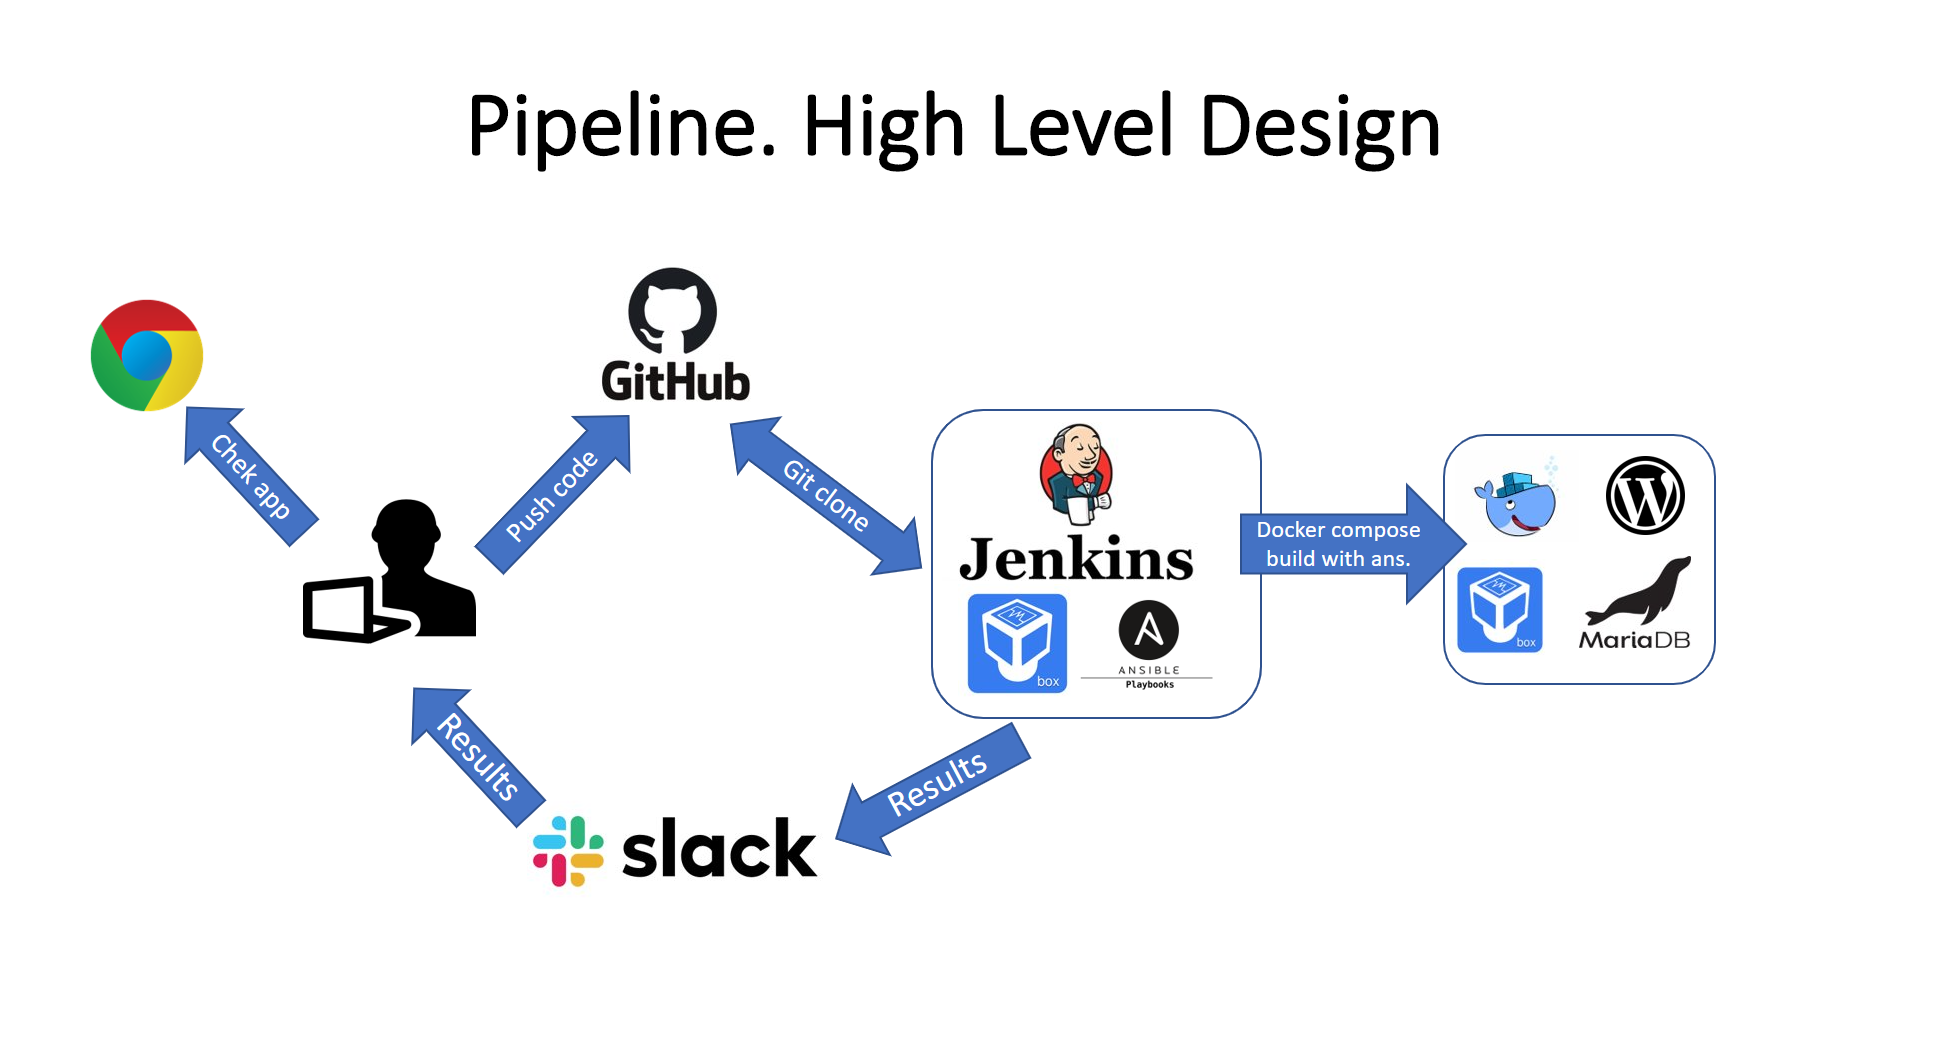 Pipeline. High Level Design
GitHub
Chek app
Push code
Git clone
Jenkins
box
ANSIBLE
Playbooks
Docker compose
build with ans.
box
MariaDB
Results
Results
slack